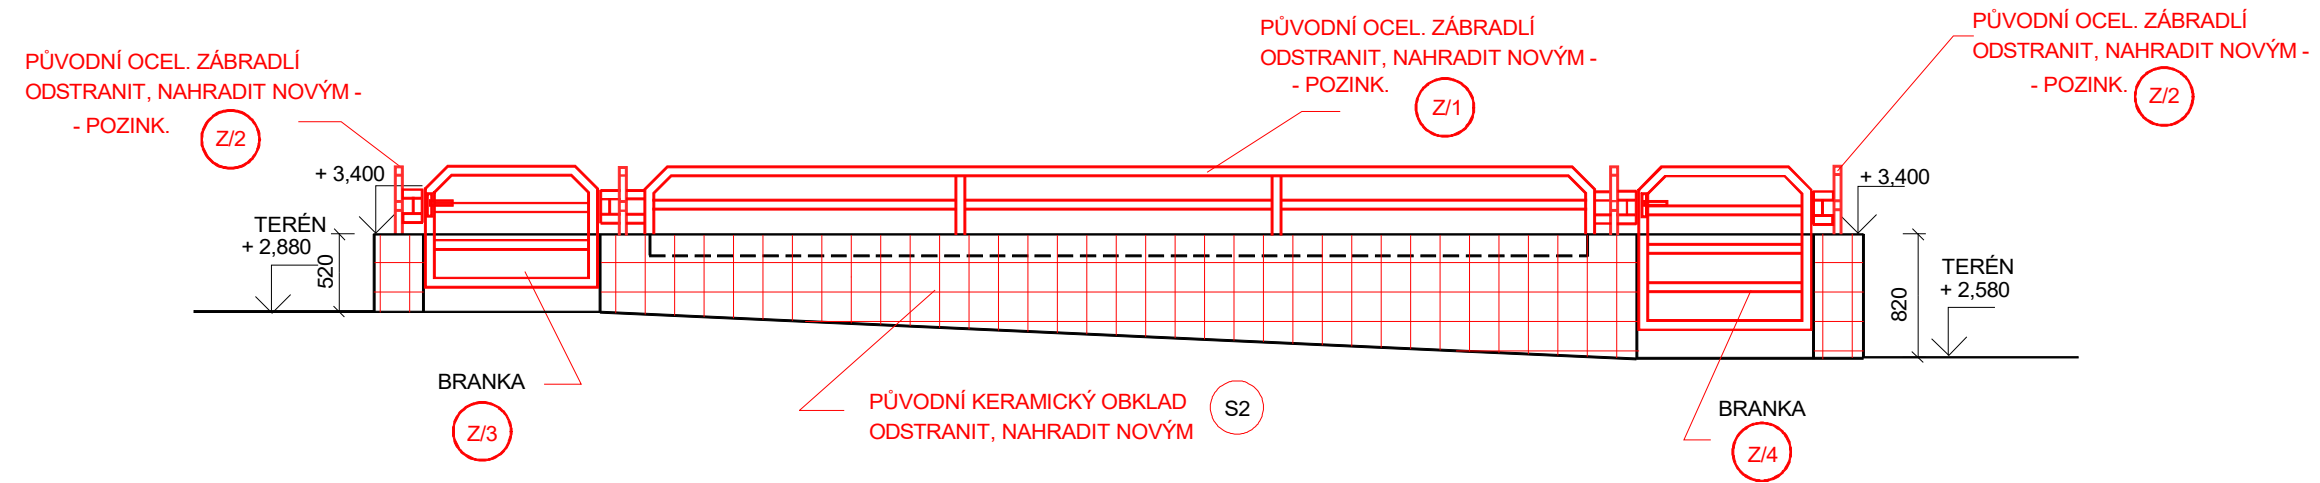 PŮVODNÍ OCEL. ZÁBRADLÍ
ODSTRANIT, NAHRADIT NOVÝM -
- POZINK.
Z/2
PŮVODNÍ OCEL. ZÁBRADLÍ
ODSTRANIT, NAHRADIT NOVÝM -
- POZINK.
Z/1
PŮVODNÍ OCEL. ZÁBRADLÍ
ODSTRANIT, NAHRADIT NOVÝM -
- POZINK.
Z/2
+ 3,400
TERÉN
+ 2,880
520
+ 3,400
TERÉN
+ 2,580
820
BRANKA
Z/3
PŮVODNÍ KERAMICKÝ OBKLAD
ODSTRANIT, NAHRADIT NOVÝM
S2
BRANKA
Z/4